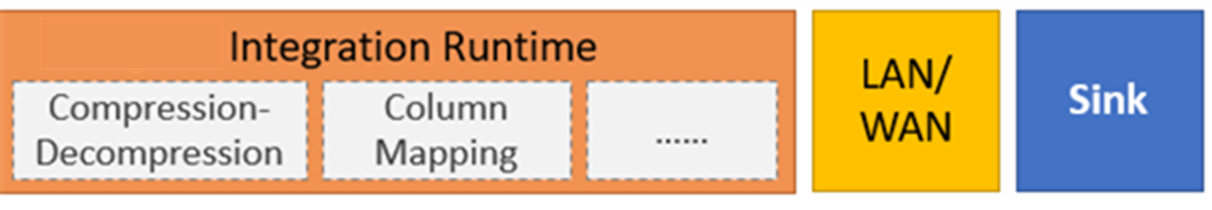 Integration Runtime
Compression-
Decompression
Column
Mapping
......
LAN/
WAN
Sink